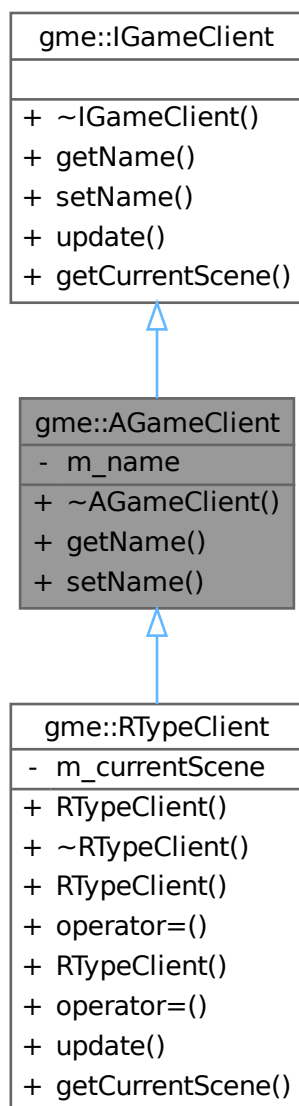 gme::IGameClient
+ ~IGameClient()
+ getName()
+ setName()
+ update()
+ getCurrentScene()
gme::AGameClient
- m_name
+ ~AGameClient()
+ getName()
+ setName()
gme::RTypeClient
- m_currentScene
+ RTypeClient()
+ ~RTypeClient()
+ RTypeClient()
+ operator=()
+ RTypeClient()
+ operator=()
+ update()
+ getCurrentScene()